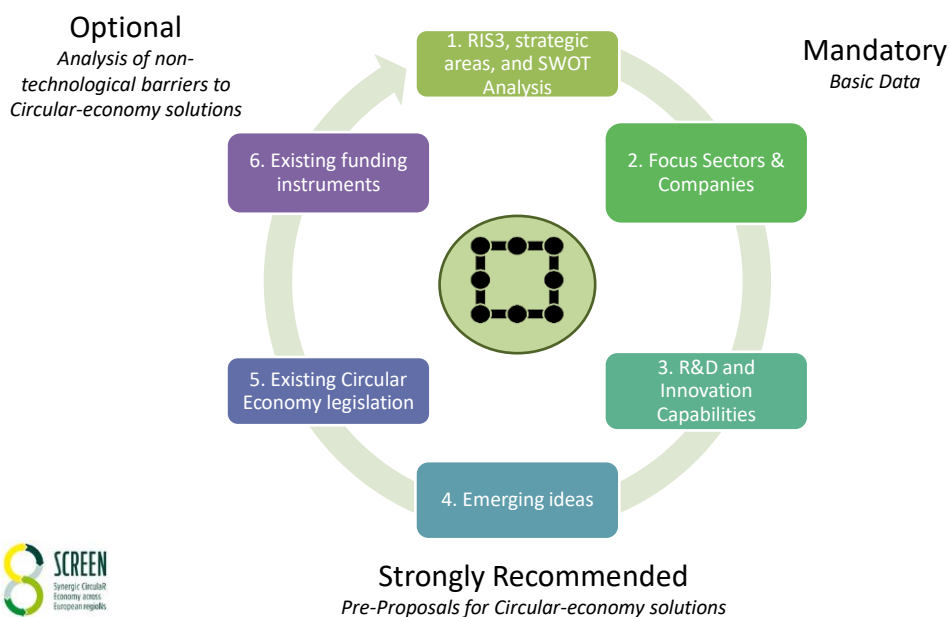 Optional
Analysis of non-
technological barriers to
Circular-economy solutions
1. RIS3, strategic
areas, and SWOT
Analysis
Mandatory
Basic Data
6. Existing funding
instruments
2. Focus Sectors &
Companies
5. Existing Circular
Economy legislation
3. R&D and
Innovation
Capabilities
4. Emerging ideas
SCREEN
Synergic CirculaR
Economy across
European regioNs
Strongly Recommended
Pre-Proposals for Circular-economy solutions